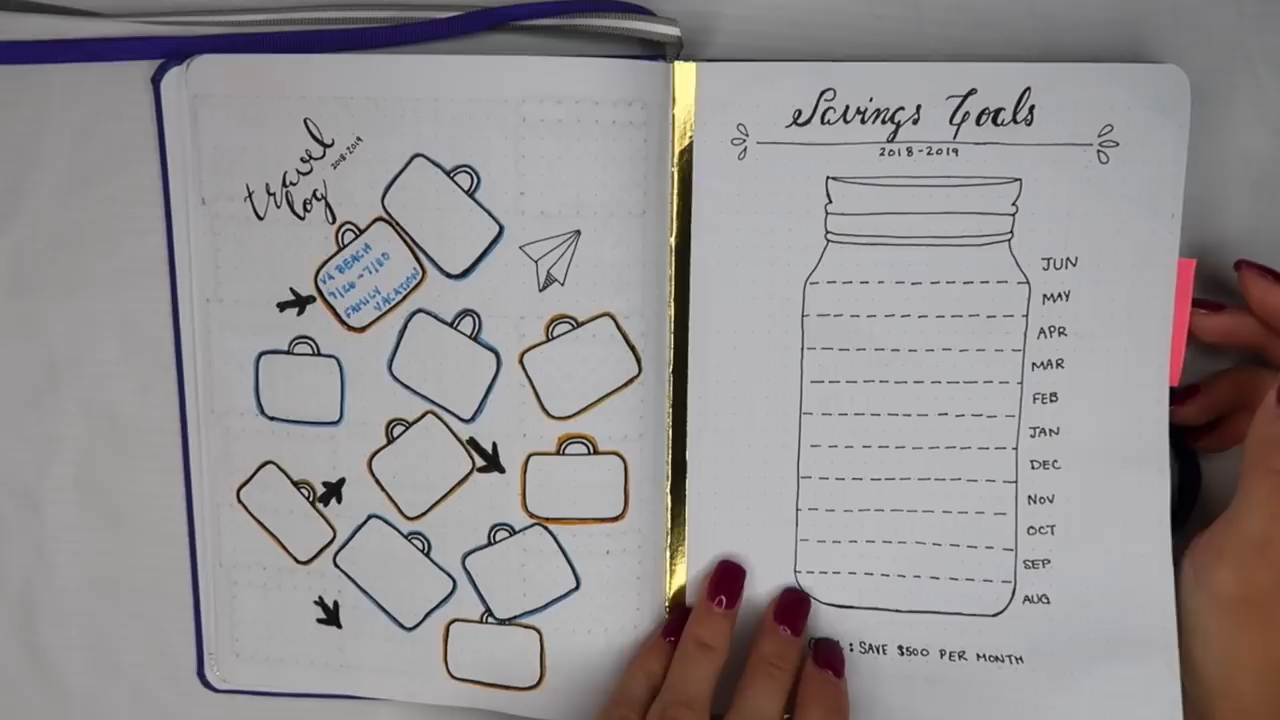 travel
log
2018-2019
VA BEACH
7/20-7/30
FAMILY
VACATION
Savings Goals
2018-2019
JUN
MAY
APR
MAR
FEB
JAN
DEC
NOV
OCT
SEP
AUG
: SAVE $500 PER MONTH